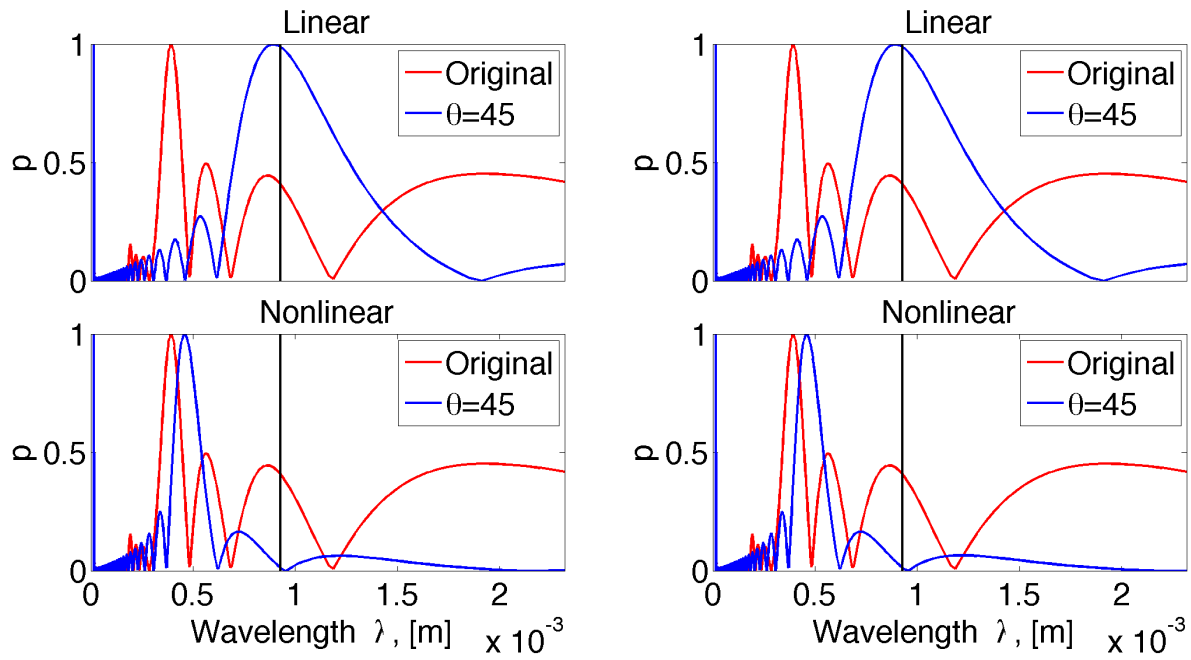 Linear
1
0.5
0
p
Original
θ=45
Nonlinear
1
0.5
0
p
Original
θ=45
0 0.5 1 1.5 2
Wavelength λ, [m] x 10^-3
Linear
1
0.5
0
p
Original
θ=45
Nonlinear
1
0.5
0
p
Original
θ=45
0 0.5 1 1.5 2
Wavelength λ, [m] x 10^-3